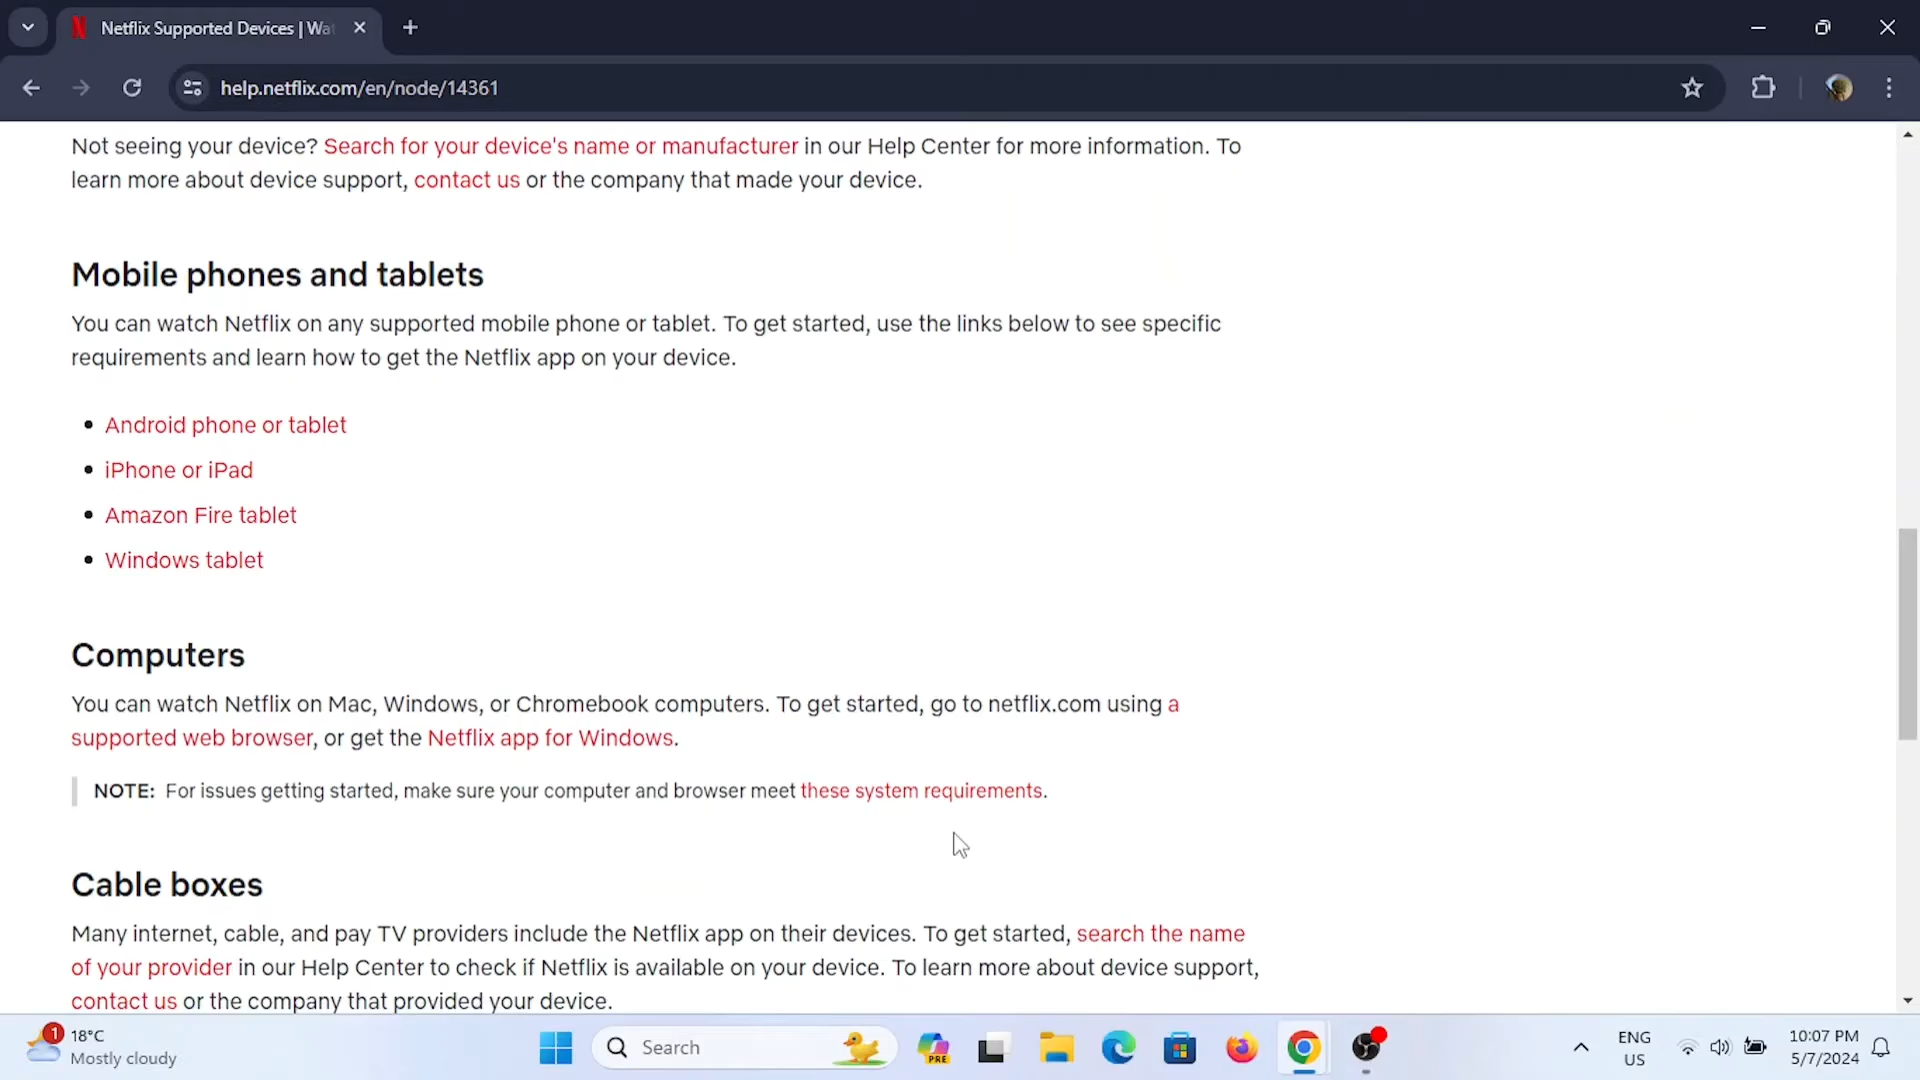 Netflix Supported Devices | Wat
help.netflix.com/en/node/14361
Not seeing your device? Search for your device's name or manufacturer in our Help Center for more information. To
learn more about device support, contact us or the company that made your device.
Mobile phones and tablets
You can watch Netflix on any supported mobile phone or tablet. To get started, use the links below to see specific
requirements and learn how to get the Netflix app on your device.
Android phone or tablet
iPhone or iPad
Amazon Fire tablet
Windows tablet
Computers
You can watch Netflix on Mac, Windows, or Chromebook computers. To get started, go to netflix.com using a
supported web browser, or get the Netflix app for Windows.
NOTE: For issues getting started, make sure your computer and browser meet these system requirements.
Cable boxes
Many internet, cable, and pay TV providers include the Netflix app on their devices. To get started, search the name
of your provider in our Help Center to check if Netflix is available on your device. To learn more about device support,
contact us or the company that provided your device.
1
18°C
Mostly cloudy
Search
PRE
ENG
US
10:07 PM
5/7/2024